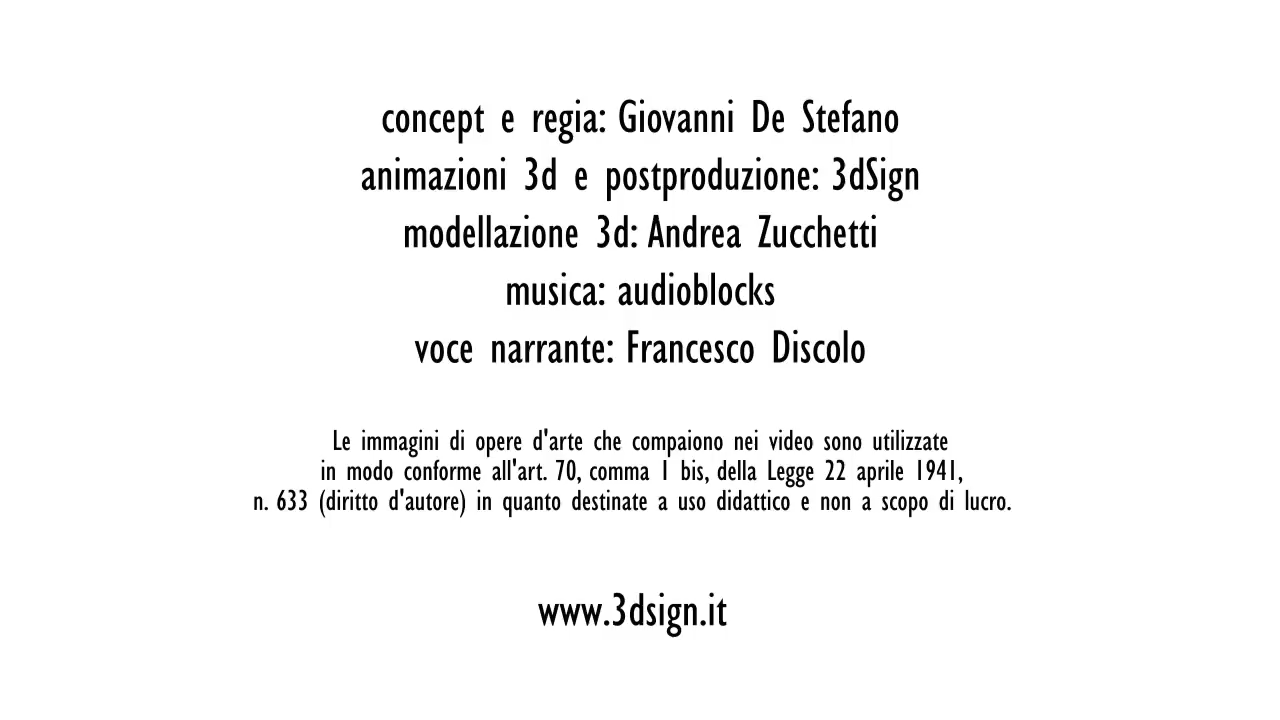 concept e regia: Giovanni De Stefano
animazioni 3d e postproduzione: 3dSign
modellazione 3d: Andrea Zucchetti
musica: audioblocks
voce narrante: Francesco Discolo
Le immagini di opere d'arte che compaiono nei video sono utilizzate
in modo conforme all'art. 70, comma 1 bis, della Legge 22 aprile 1941,
n. 633 (diritto d'autore) in quanto destinate a uso didattico e non a scopo di lucro.
www.3dsign.it